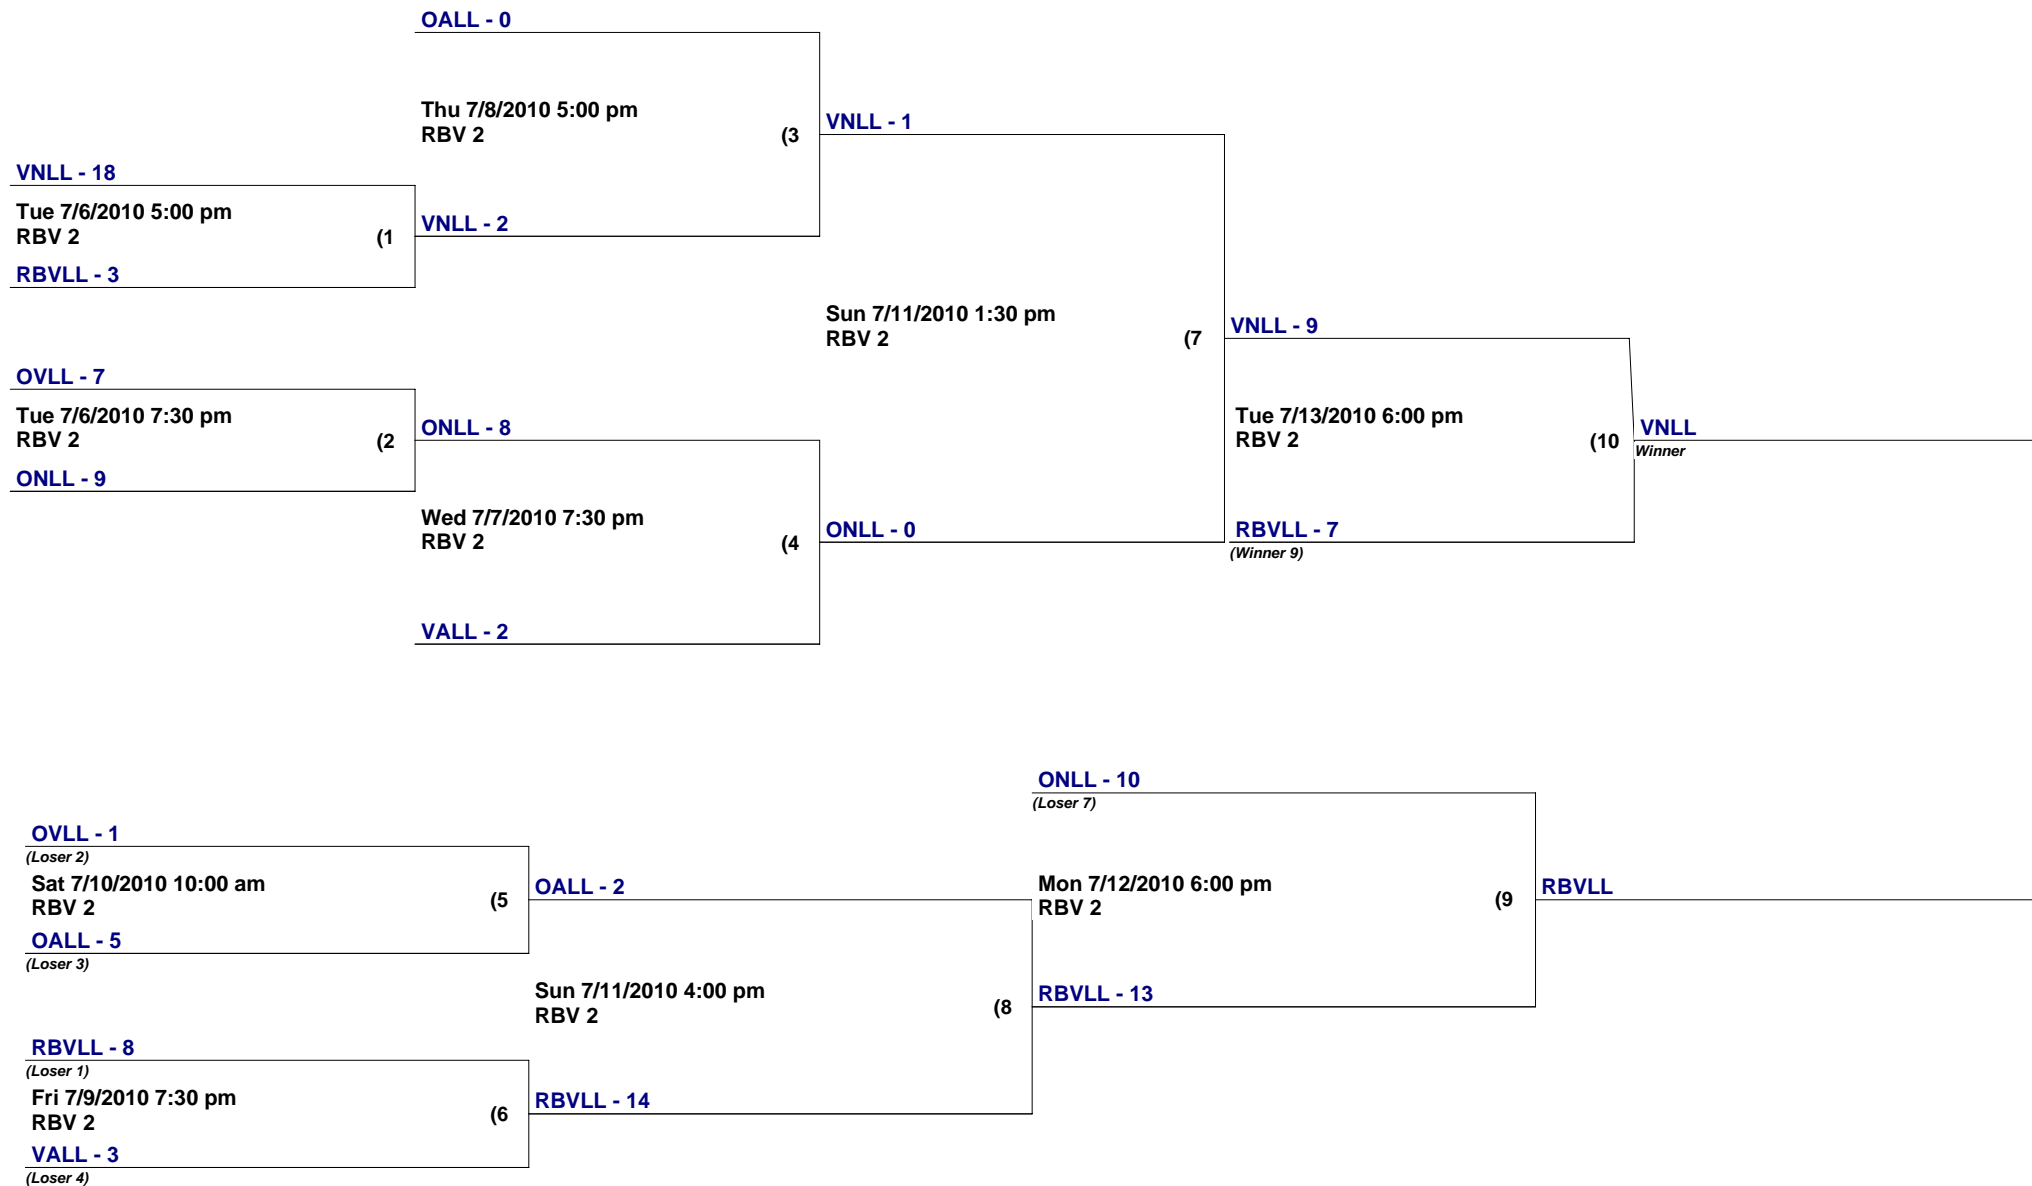 OALL - 0
Thu 7/8/2010 5:00 pm
RBV 2
(3
VNLL - 1
VNLL - 18
Tue 7/6/2010 5:00 pm
RBV 2
(1
VNLL - 2
RBVLL - 3
Sun 7/11/2010 1:30 pm
RBV 2
(7
VNLL - 9
OVLL - 7
Tue 7/6/2010 7:30 pm
RBV 2
(2
ONLL - 8
ONLL - 9
Tue 7/13/2010 6:00 pm
RBV 2
(10
VNLL
Winner
Wed 7/7/2010 7:30 pm
RBV 2
(4
ONLL - 0
RBVLL - 7
(Winner 9)
VALL - 2
ONLL - 10
(Loser 7)
OVLL - 1
(Loser 2)
Sat 7/10/2010 10:00 am
RBV 2
(5
OALL - 2
Mon 7/12/2010 6:00 pm
RBV 2
(9
RBVLL
OALL - 5
(Loser 3)
Sun 7/11/2010 4:00 pm
RBV 2
(8
RBVLL - 13
RBVLL - 8
(Loser 1)
Fri 7/9/2010 7:30 pm
RBV 2
(6
RBVLL - 14
VALL - 3
(Loser 4)